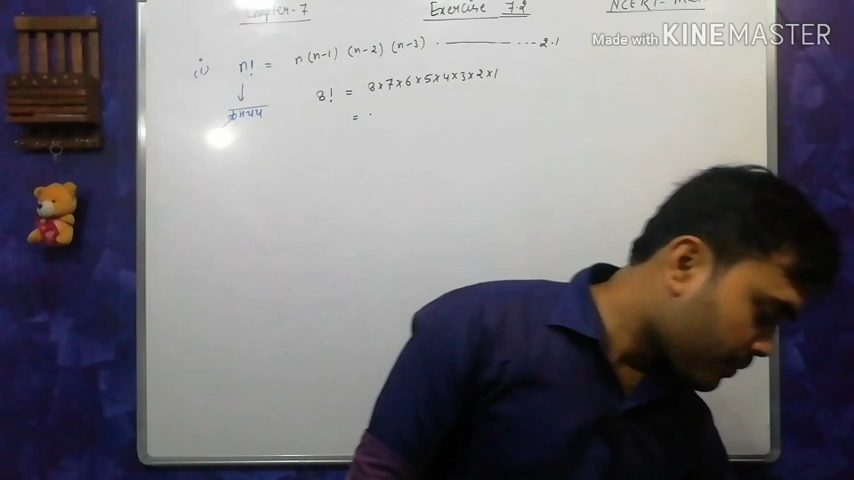 Chapter-7 Exercise 7.2 NCERT-
Made with KINEMASTER
(i) n! = n (n-1) (n-2) (n-3) · ———— ---- 2.1
8! = 8×7×6×5×4×3×2×1
= .